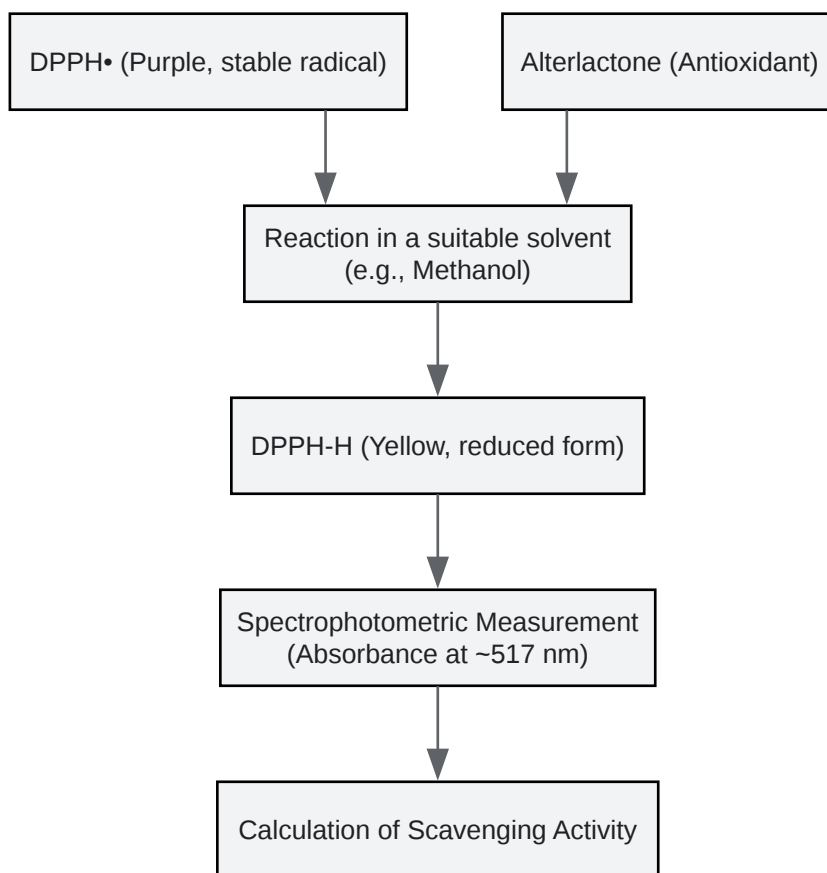 DPPH• (Purple, stable radical)
Alterlactone (Antioxidant)
Reaction in a suitable solvent
(e.g., Methanol)
DPPH-H (Yellow, reduced form)
Spectrophotometric Measurement
(Absorbance at ~517 nm)
Calculation of Scavenging Activity